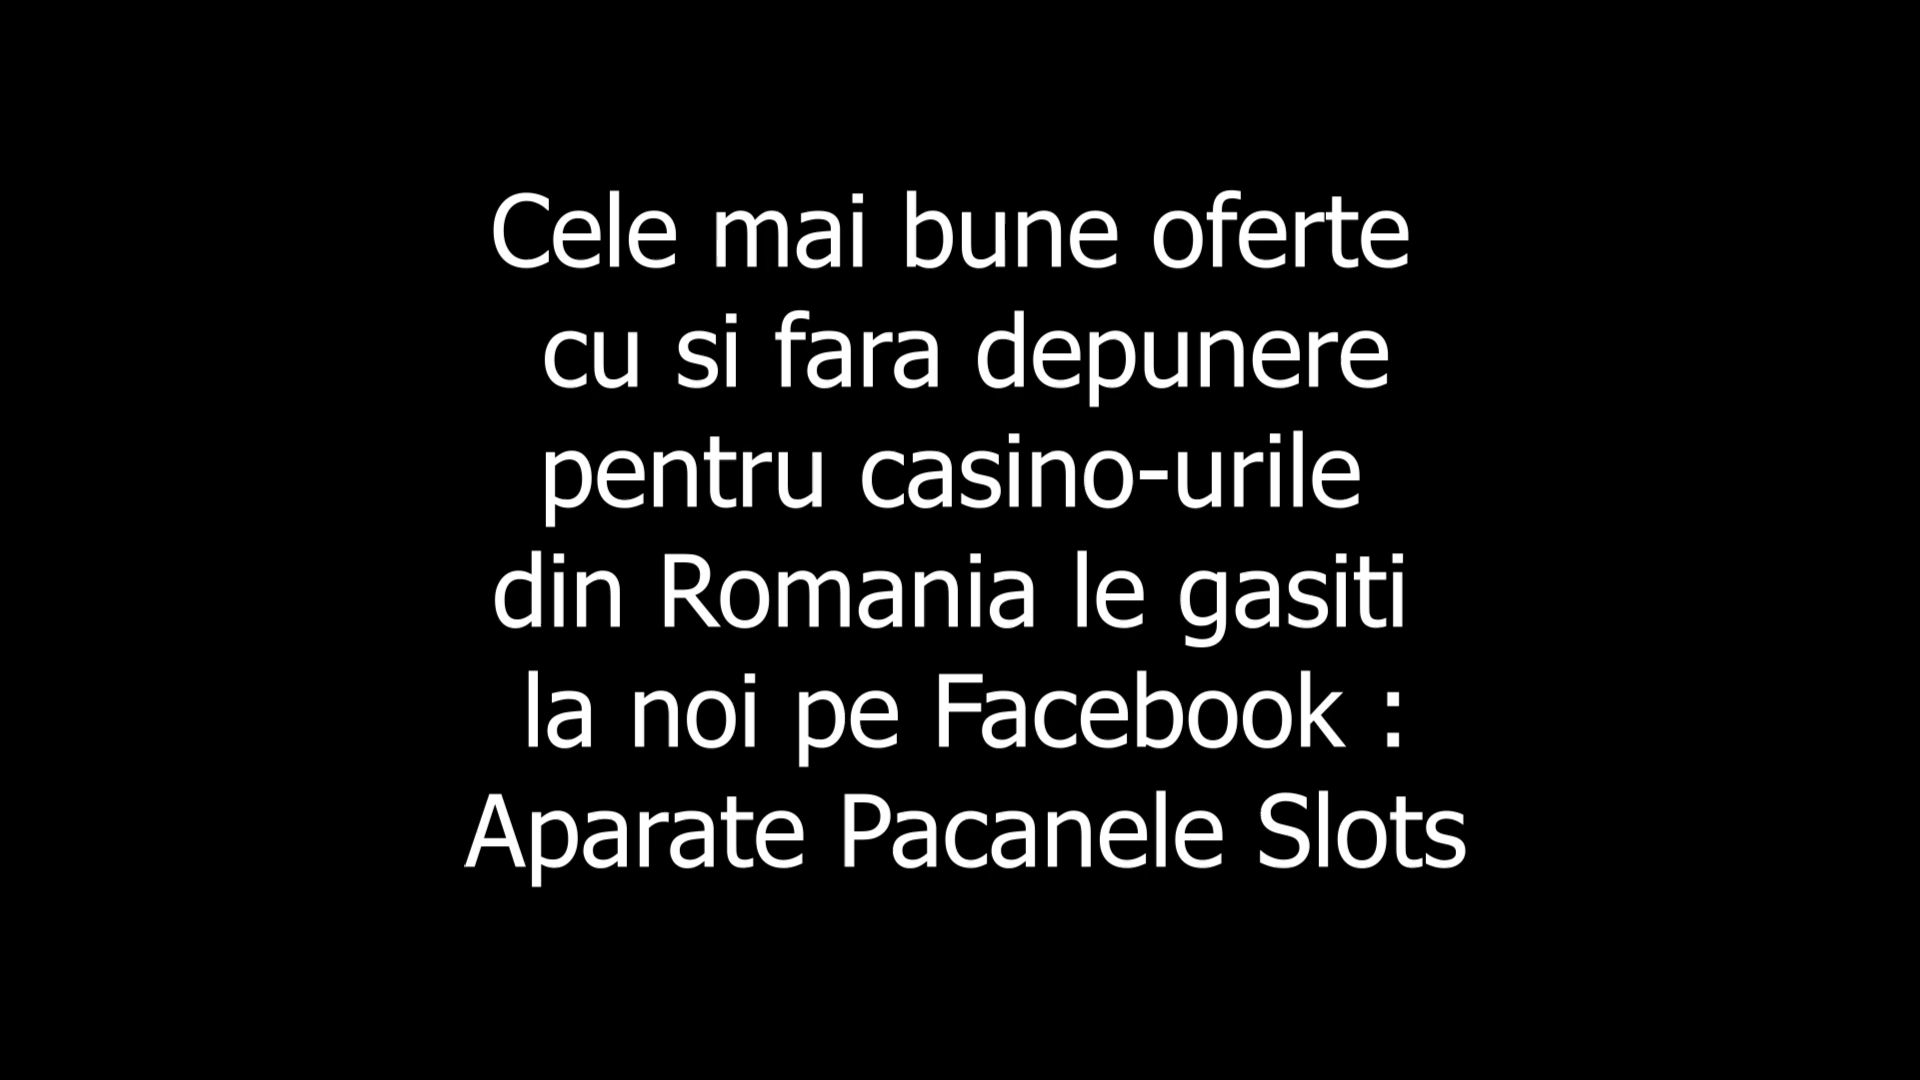 Cele mai bune oferte
cu si fara depunere
pentru casino-urile
din Romania le gasiti
la noi pe Facebook :
Aparate Pacanele Slots